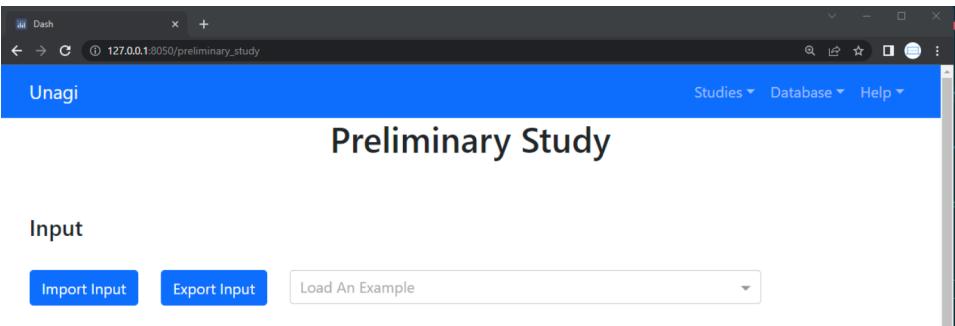 Dash
127.0.0.1:8050/preliminary_study
Unagi Studies Database Help
Preliminary Study
Input
Import Input Export Input Load An Example